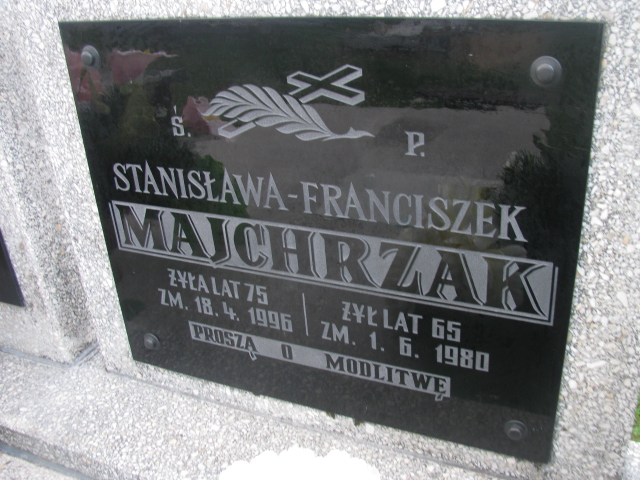 Ś. P.
STANISŁAWA-FRANCISZEK
MAJCHRZAK
ŻYŁA LAT 75
ZM. 18. 4. 1996
ŻYŁ LAT 65
ZM. 1. 6. 1980
PROSZĄ O MODLITWĘ